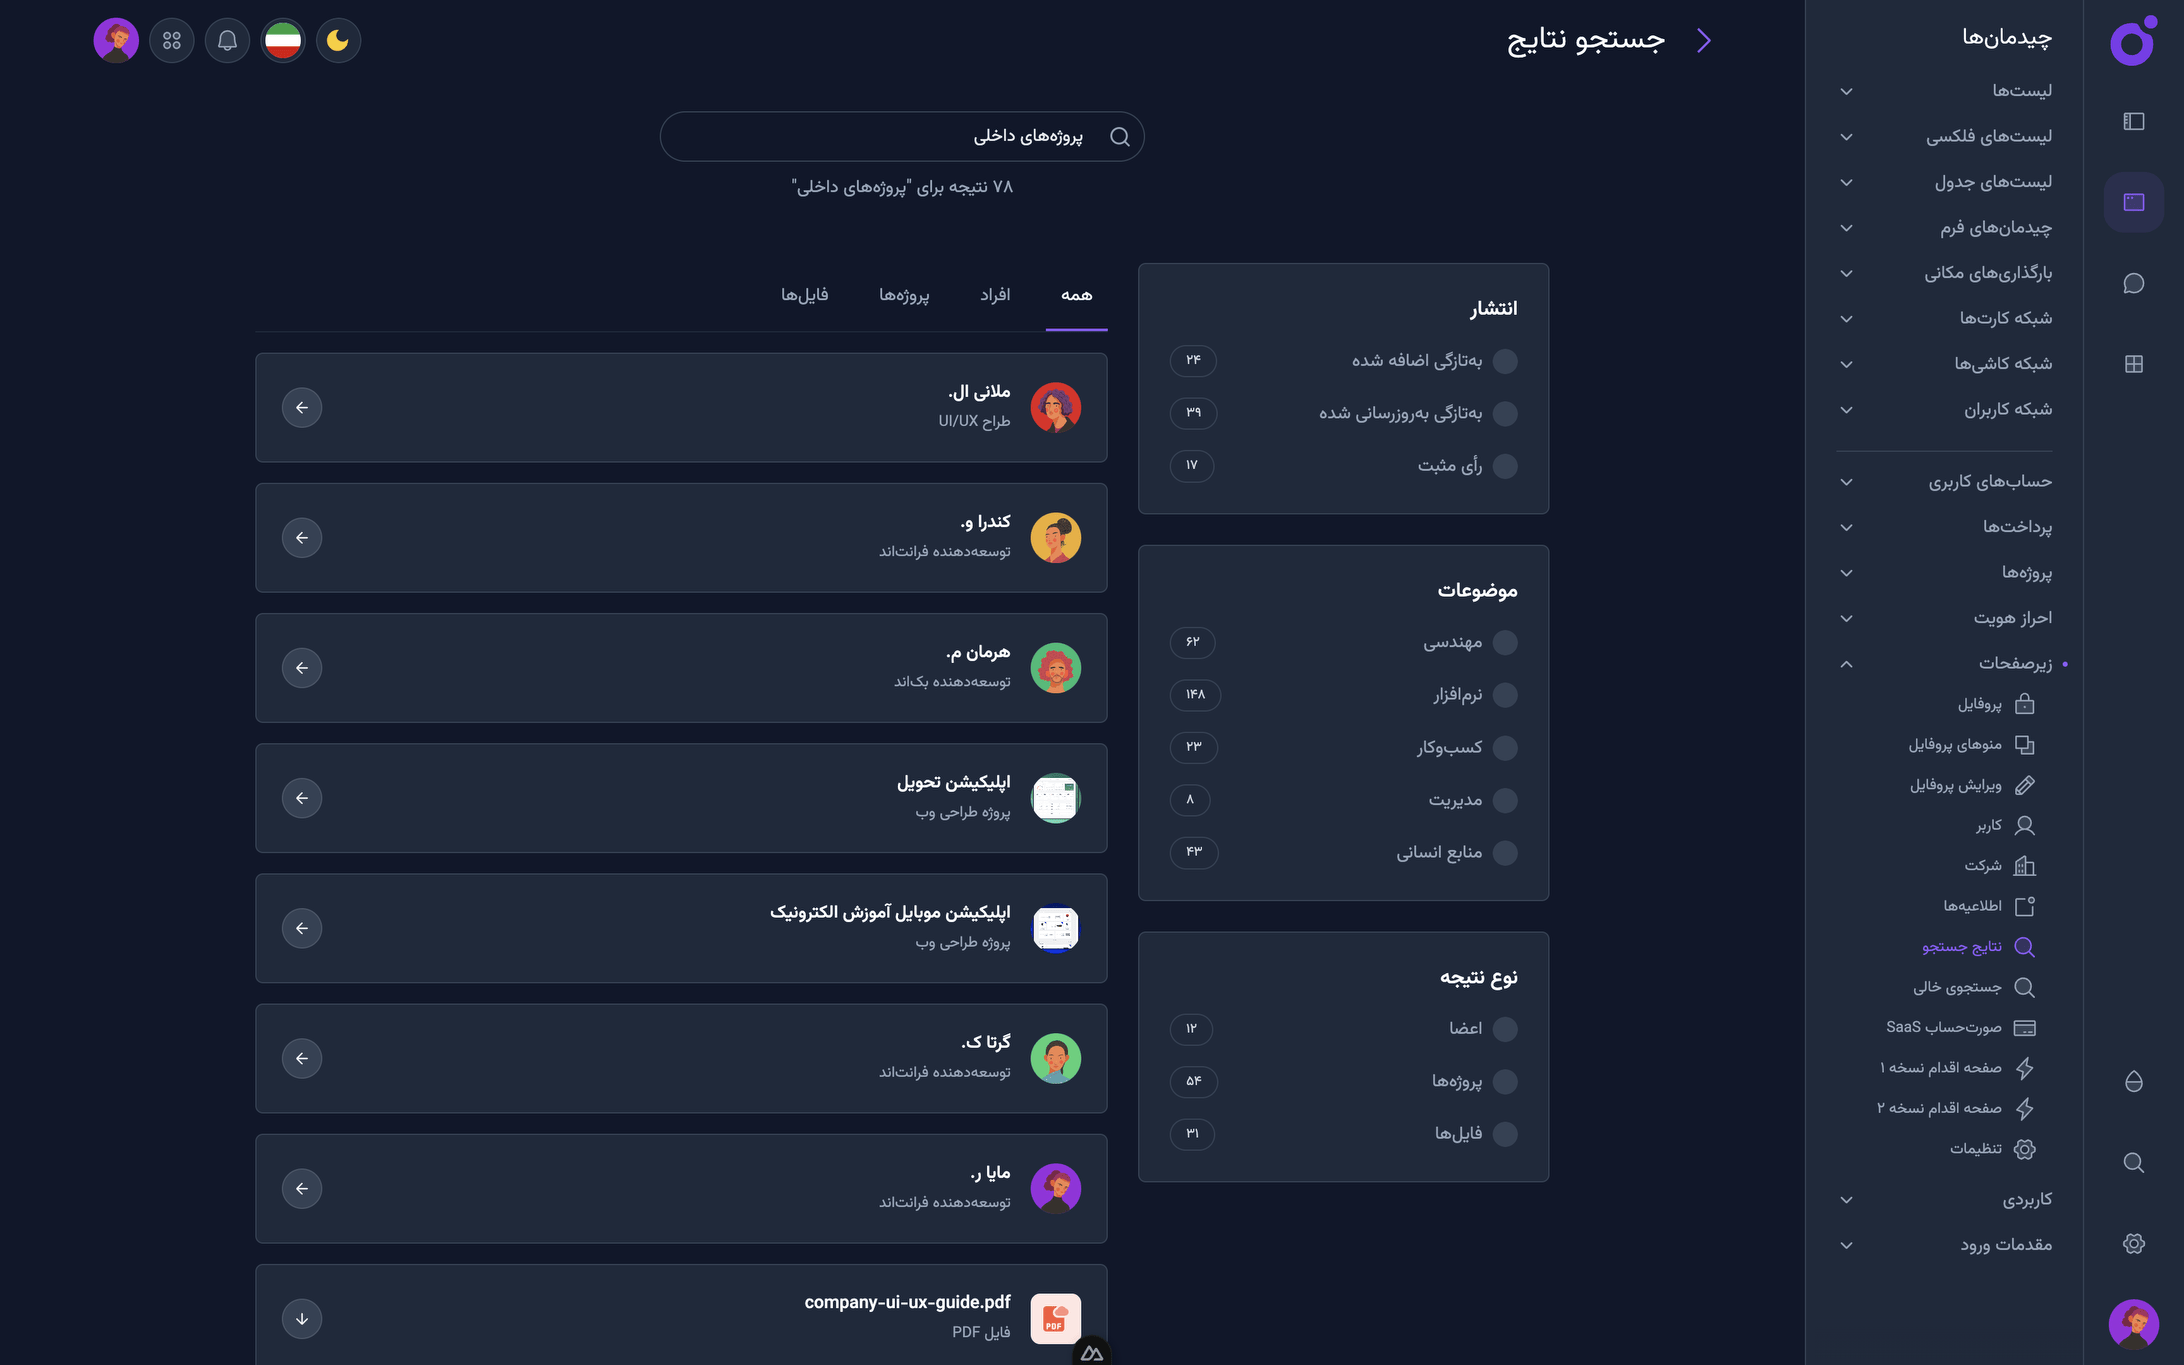 چیدمان‌ها
لیست‌ها
لیست‌های فلکسی
لیست‌های جدول
چیدمان‌های فرم
بارگذاری‌های مکانی
شبکه کارت‌ها
شبکه کاشی‌ها
شبکه کاربران
حساب‌های کاربری
پرداخت‌ها
پروژه‌ها
احراز هویت
زیرصفحات
پروفایل
منوهای پروفایل
ویرایش پروفایل
کاربر
شرکت
اطلاعیه‌ها
نتایج جستجو
جستجوی خالی
صورت‌حساب SaaS
صفحه اقدام نسخه ۱
صفحه اقدام نسخه ۲
تنظیمات
کاربردی
مقدمات ورود
جستجو نتایج
پروژه‌های داخلی
۷۸ نتیجه برای "پروژه‌های داخلی"
انتشار
به‌تازگی اضافه شده ۲۴
به‌تازگی به‌روزرسانی شده ۳۹
رأی مثبت ۱۷
موضوعات
مهندسی ۶۲
نرم‌افزار ۱۴۸
کسب‌وکار ۲۳
مدیریت ۸
منابع انسانی ۴۳
نوع نتیجه
اعضا ۱۲
پروژه‌ها ۵۴
فایل‌ها ۳۱
همه افراد پروژه‌ها فایل‌ها
ملانی ال.
طراح UI/UX
کندرا و.
توسعه‌دهنده فرانت‌اند
هرمان م.
توسعه‌دهنده بک‌اند
اپلیکیشن تحویل
پروژه طراحی وب
اپلیکیشن موبایل آموزش الکترونیک
پروژه طراحی وب
گرتا ک.
توسعه‌دهنده فرانت‌اند
مایا ر.
توسعه‌دهنده فرانت‌اند
company-ui-ux-guide.pdf
فایل PDF
PDF